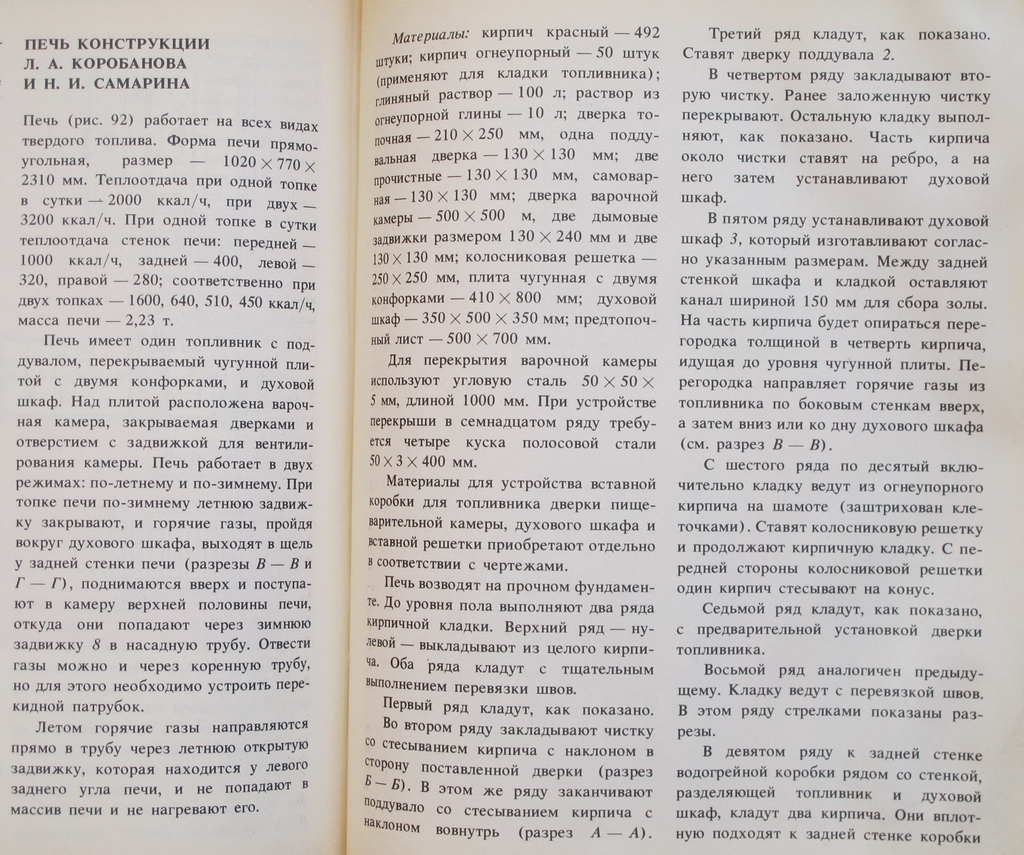 ПЕЧЬ КОНСТРУКЦИИ
Л. А. КОРОБАНОВА
И Н. И. САМАРИНА
Печь (рис. 92) работает на всех видах
твердого топлива. Форма печи прямо-
угольная, размер — 1020 × 770 ×
2310 мм. Теплоотдача при одной топке
в сутки — 2000 ккал/ч, при двух —
3200 ккал/ч. При одной топке в сутки
теплоотдача стенок печи: передней —
1000 ккал/ч, задней — 400, левой —
320, правой — 280; соответственно при
двух топках — 1600, 640, 510, 450 ккал/ч,
масса печи — 2,23 т.
Печь имеет один топливник с под-
дувалом, перекрываемый чугунной пли-
той с двумя конфорками, и духовой
шкаф. Над плитой расположена вароч-
ная камера, закрываемая дверками и
отверстием с задвижкой для вентили-
рования камеры. Печь работает в двух
режимах: по-летнему и по-зимнему. При
топке печи по-зимнему летнюю задвиж-
ку закрывают, и горячие газы, пройдя
вокруг духового шкафа, выходят в щель
у задней стенки печи (разрезы В — В и
Г — Г), поднимаются вверх и поступа-
ют в камеру верхней половины печи,
откуда они попадают через зимнюю
задвижку 8 в насадную трубу. Отвести
газы можно и через коренную трубу,
но для этого необходимо устроить пере-
кидной патрубок.
Летом горячие газы направляются
прямо в трубу через летнюю открытую
задвижку, которая находится у левого
заднего угла печи, и не попадают в
массив печи и не нагревают его.
Материалы: кирпич красный — 492
штуки; кирпич огнеупорный — 50 штук
(применяют для кладки топливника);
глиняный раствор — 100 л; раствор из
огнеупорной глины — 10 л; дверка то-
почная — 210 × 250 мм, одна подду-
вальная дверка — 130 × 130 мм; две
прочистные — 130 × 130 мм, самовар-
ная — 130 × 130 мм; дверка варочной
камеры — 500 × 500 м, две дымовые
задвижки размером 130 × 240 мм и две
130 × 130 мм; колосниковая решетка —
250 × 250 мм, плита чугунная с двумя
конфорками — 410 × 800 мм; духовой
шкаф — 350 × 500 × 350 мм; предтопоч-
ный лист — 500 × 700 мм.
Для перекрытия варочной камеры
используют угловую сталь 50 × 50 ×
5 мм, длиной 1000 мм. При устройстве
перекрыши в семнадцатом ряду требу-
ется четыре куска полосовой стали
50 × 3 × 400 мм.
Материалы для устройства вставной
коробки для топливника дверки пище-
варительной камеры, духового шкафа и
вставной решетки приобретают отдельно
в соответствии с чертежами.
Печь возводят на прочном фундамен-
те. До уровня пола выполняют два ряда
кирпичной кладки. Верхний ряд — ну-
левой — выкладывают из целого кирпи-
ча. Оба ряда кладут с тщательным
выполнением перевязки швов.
Первый ряд кладут, как показано.
Во втором ряду закладывают чистку
со стесыванием кирпича с наклоном в
сторону поставленной дверки (разрез
Б — Б). В этом же ряду заканчивают
поддувало со стесыванием кирпича с
наклоном вовнутрь (разрез А — А).
Третий ряд кладут, как показано.
Ставят дверку поддувала 2.
В четвертом ряду закладывают вто-
рую чистку. Ранее заложенную чистку
перекрывают. Остальную кладку выпол-
няют, как показано. Часть кирпича
около чистки ставят на ребро, а на
него затем устанавливают духовой
шкаф.
В пятом ряду устанавливают духовой
шкаф 3, который изготавливают соглас-
но указанным размерам. Между задней
стенкой шкафа и кладкой оставляют
канал шириной 150 мм для сбора золы.
На часть кирпича будет опираться пере-
городка толщиной в четверть кирпича,
идущая до уровня чугунной плиты. Пе-
регородка направляет горячие газы из
топливника по боковым стенкам вверх,
а затем вниз или ко дну духового шкафа
(см. разрез В — В).
С шестого ряда по десятый вклю-
чительно кладку ведут из огнеупорного
кирпича на шамоте (заштрихован кле-
точками). Ставят колосниковую решетку
и продолжают кирпичную кладку. С пе-
редней стороны колосниковой решетки
один кирпич стесывают на конус.
Седьмой ряд кладут, как показано,
с предварительной установкой дверки
топливника.
Восьмой ряд аналогичен предыду-
щему. Кладку ведут с перевязкой швов.
В этом ряду стрелками показаны раз-
резы.
В девятом ряду к задней стенке
водогрейной коробки рядом со стенкой,
разделяющей топливник и духовой
шкаф, кладут два кирпича. Они вплот-
ную подходят к задней стенке коробки